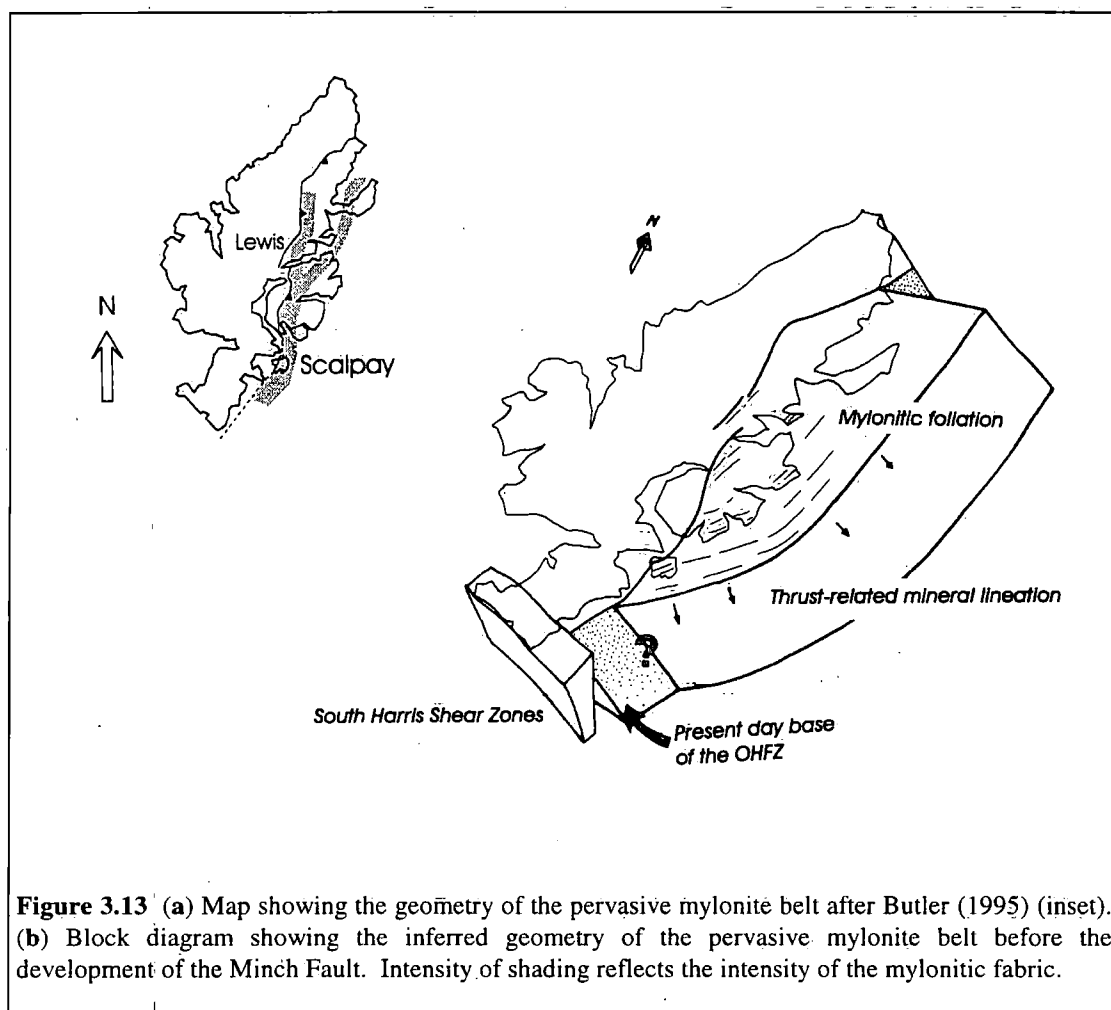 Lewis
N
Scalpay
N
Mylonitic foliation
Thrust-related mineral lineation
?
South Harris Shear Zones
Present day base
of the OHFZ
Figure 3.13 (a) Map showing the geometry of the pervasive mylonite belt after Butler (1995) (inset).
(b) Block diagram showing the inferred geometry of the pervasive mylonite belt before the
development of the Minch Fault. Intensity of shading reflects the intensity of the mylonitic fabric.